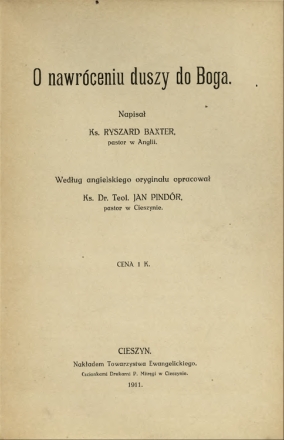 O nawróceniu duszy do Boga.
Napisał
Ks. RYSZARD BAXTER,
pastor w Anglii.
Według angielskiego oryginału opracował
Ks. Dr. Teol. JAN PINDÓR,
pastor w Cieszynie.
CENA 1 K.
CIESZYN.
Nakładem Towarzystwa Ewangelickiego.
Czcionkami Drukarni P. Mitręgi w Cieszynie.
1911.